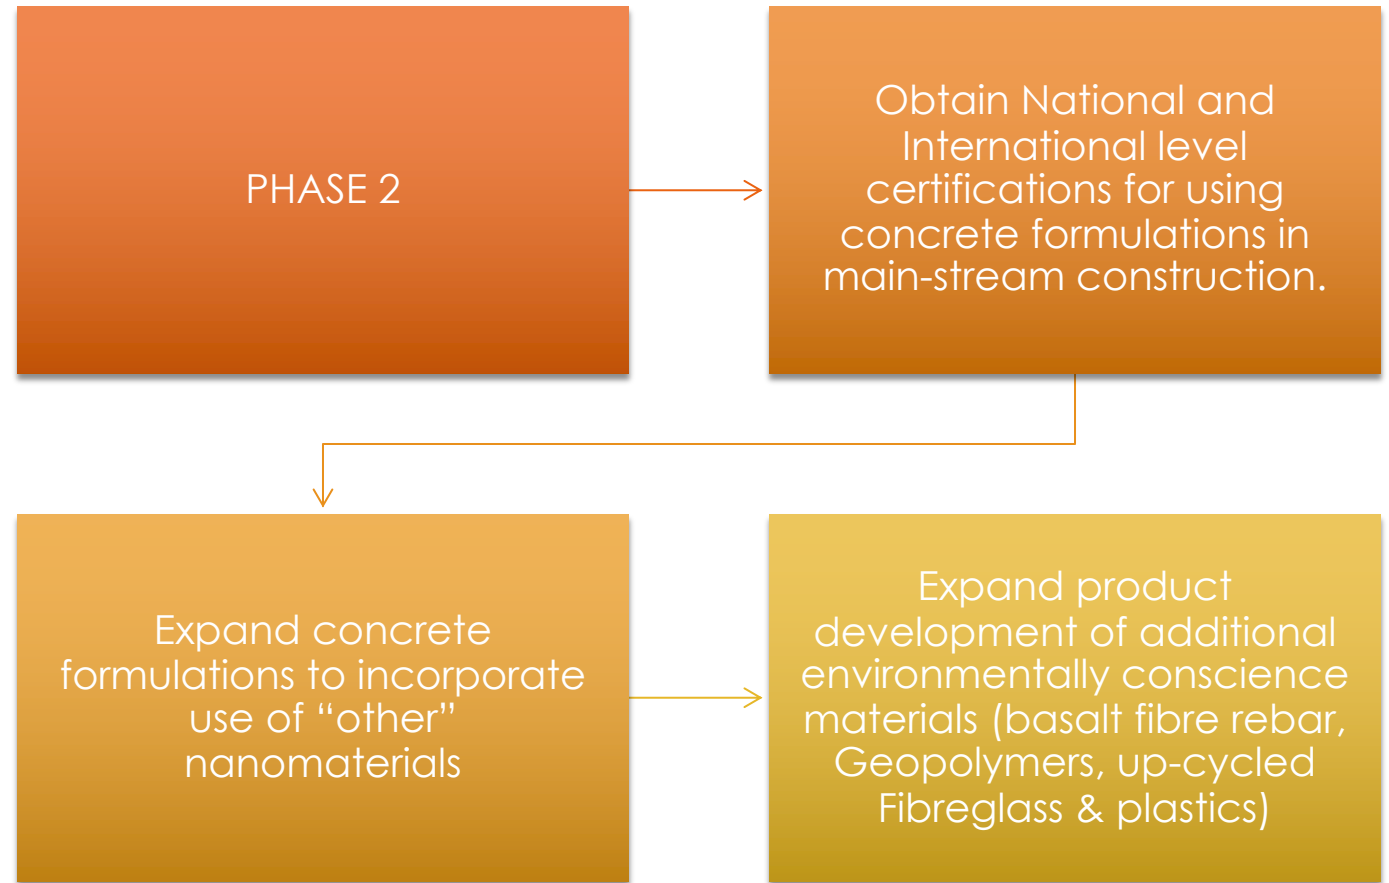 PHASE 2
Obtain National and
International level
certifications for using
concrete formulations in
main-stream construction.
Expand concrete
formulations to incorporate
use of “other”
nanomaterials
Expand product
development of additional
environmentally conscience
materials (basalt fibre rebar,
Geopolymers, up-cycled
Fibreglass & plastics)